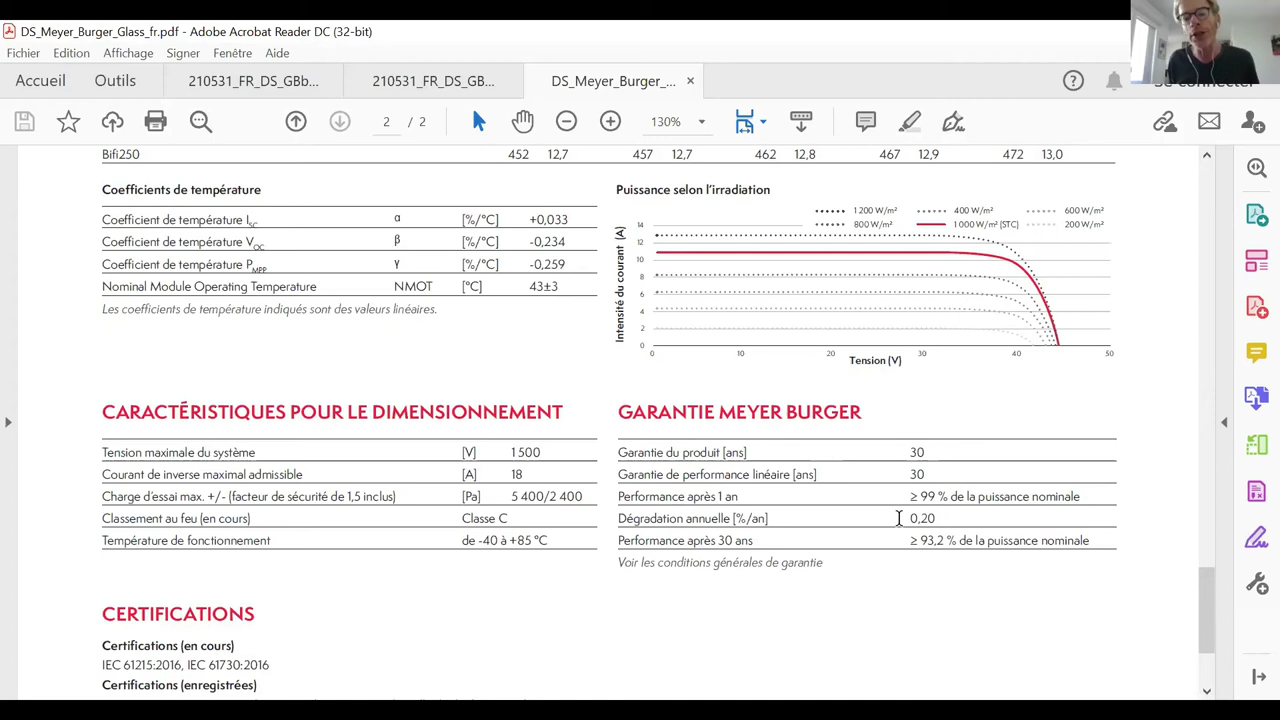 DS_Meyer_Burger_Glass_fr.pdf - Adobe Acrobat Reader DC (32-bit)
Fichier Edition Affichage Signer Fenêtre Aide
Accueil Outils 210531_FR_DS_GBb... 210531_FR_DS_GB... DS_Meyer_Burger_... × Se connecter
2 / 2 130%
Bifi250 452 12,7 457 12,7 462 12,8 467 12,9 472 13,0
Coefficients de température
Coefficient de température ISC α [%/°C] +0,033
Coefficient de température VOC β [%/°C] -0,234
Coefficient de température PMPP γ [%/°C] -0,259
Nominal Module Operating Temperature NMOT [°C] 43±3
Les coefficients de température indiqués sont des valeurs linéaires.
Puissance selon l'irradiation
1 200 W/m² 400 W/m² 600 W/m²
800 W/m² 1 000 W/m² (STC) 200 W/m²
Intensité du courant (A)
14
12
10
8
6
4
2
0
0 10 20 30 40 50
Tension (V)
CARACTÉRISTIQUES POUR LE DIMENSIONNEMENT
Tension maximale du système [V] 1 500
Courant de inverse maximal admissible [A] 18
Charge d'essai max. +/- (facteur de sécurité de 1,5 inclus) [Pa] 5 400/2 400
Classement au feu (en cours) Classe C
Température de fonctionnement de -40 à +85 °C
GARANTIE MEYER BURGER
Garantie du produit [ans] 30
Garantie de performance linéaire [ans] 30
Performance après 1 an ≥ 99 % de la puissance nominale
Dégradation annuelle [%/an] 0,20
Performance après 30 ans ≥ 93,2 % de la puissance nominale
Voir les conditions générales de garantie
CERTIFICATIONS
Certifications (en cours)
IEC 61215:2016, IEC 61730:2016
Certifications (enregistrées)